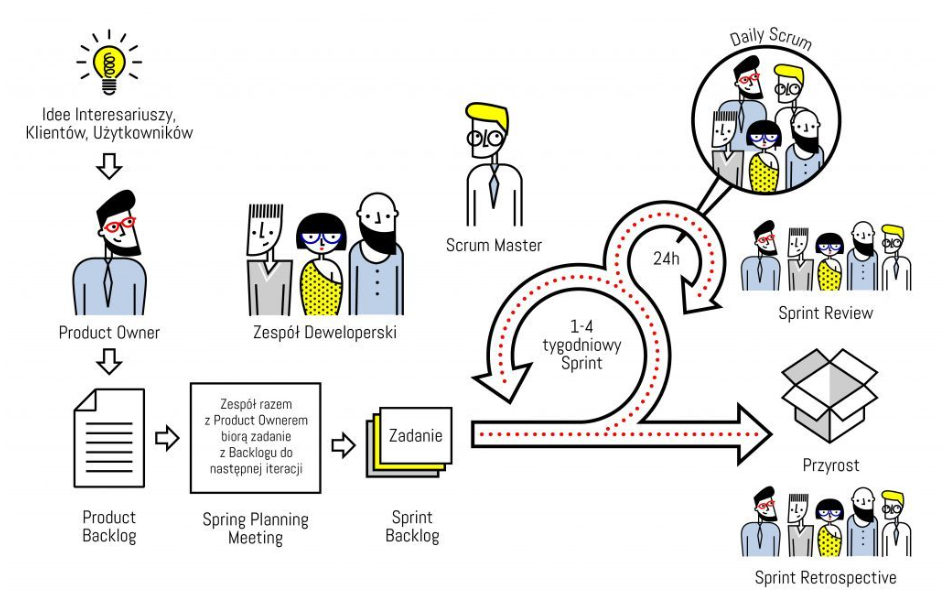 Idee Interesariuszy,
Klientów, Użytkowników
Product Owner
Zespół Deweloperski
Scrum Master
Daily Scrum
24h
1-4
tygodniowy
Sprint
Sprint Review
Zespół razem
z Product Ownerem
biorą zadanie
z Backlogu do
następnej iteracji
Zadanie
Przyrost
Product
Backlog
Spring Planning
Meeting
Sprint
Backlog
Sprint Retrospective